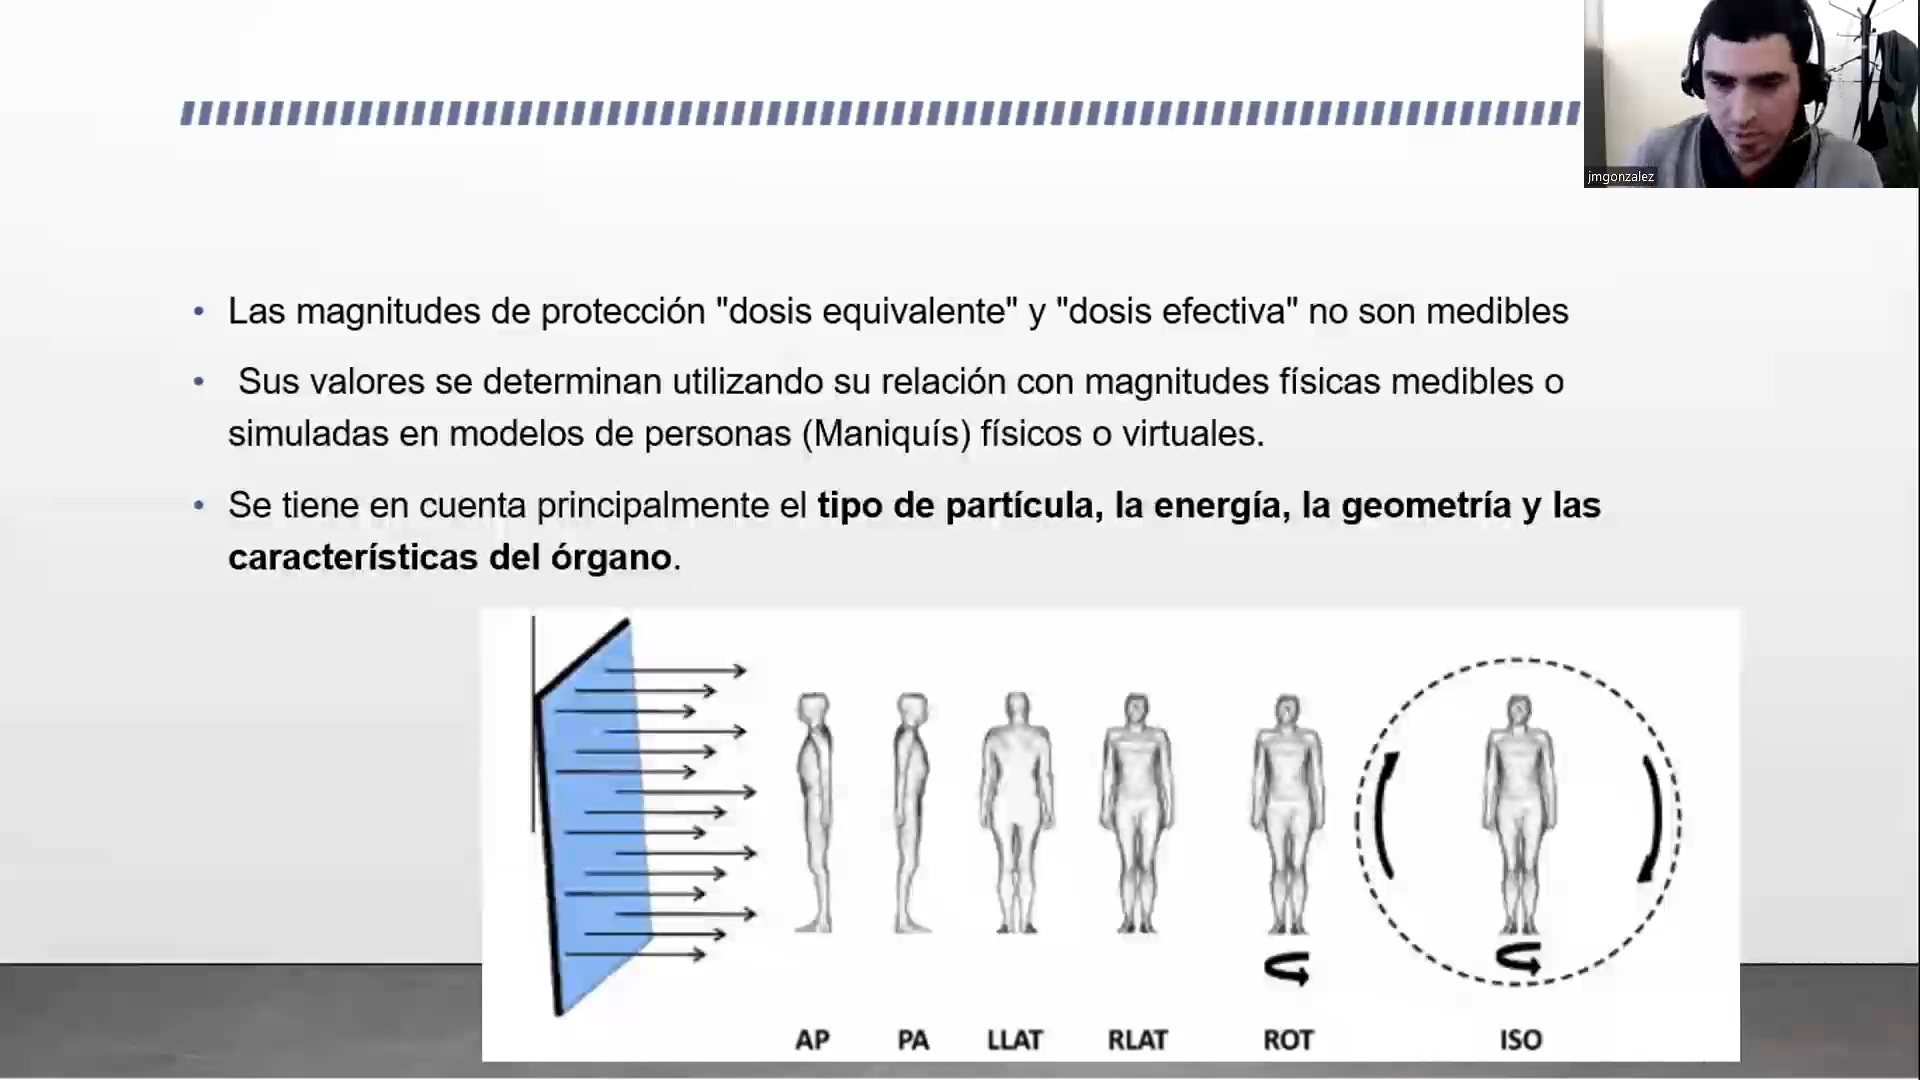 jmgonzalez
• Las magnitudes de protección "dosis equivalente" y "dosis efectiva" no son medibles
• Sus valores se determinan utilizando su relación con magnitudes físicas medibles o
simuladas en modelos de personas (Maniquís) físicos o virtuales.
• Se tiene en cuenta principalmente el tipo de partícula, la energía, la geometría y las
características del órgano.
AP PA LLAT RLAT ROT ISO